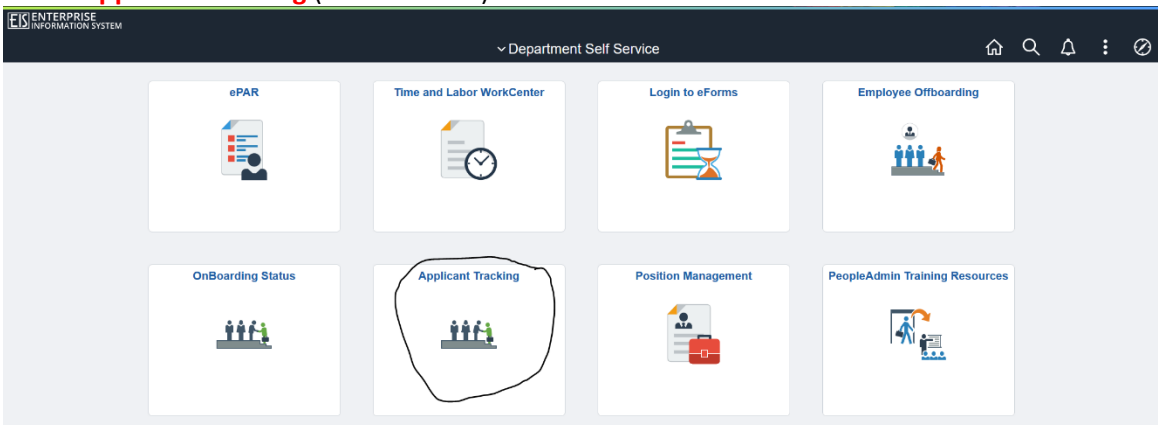 EIS ENTERPRISE
INFORMATION SYSTEM
Department Self Service
ePAR
Time and Labor WorkCenter
Login to eForms
Employee Offboarding
OnBoarding Status
Applicant Tracking
Position Management
PeopleAdmin Training Resources